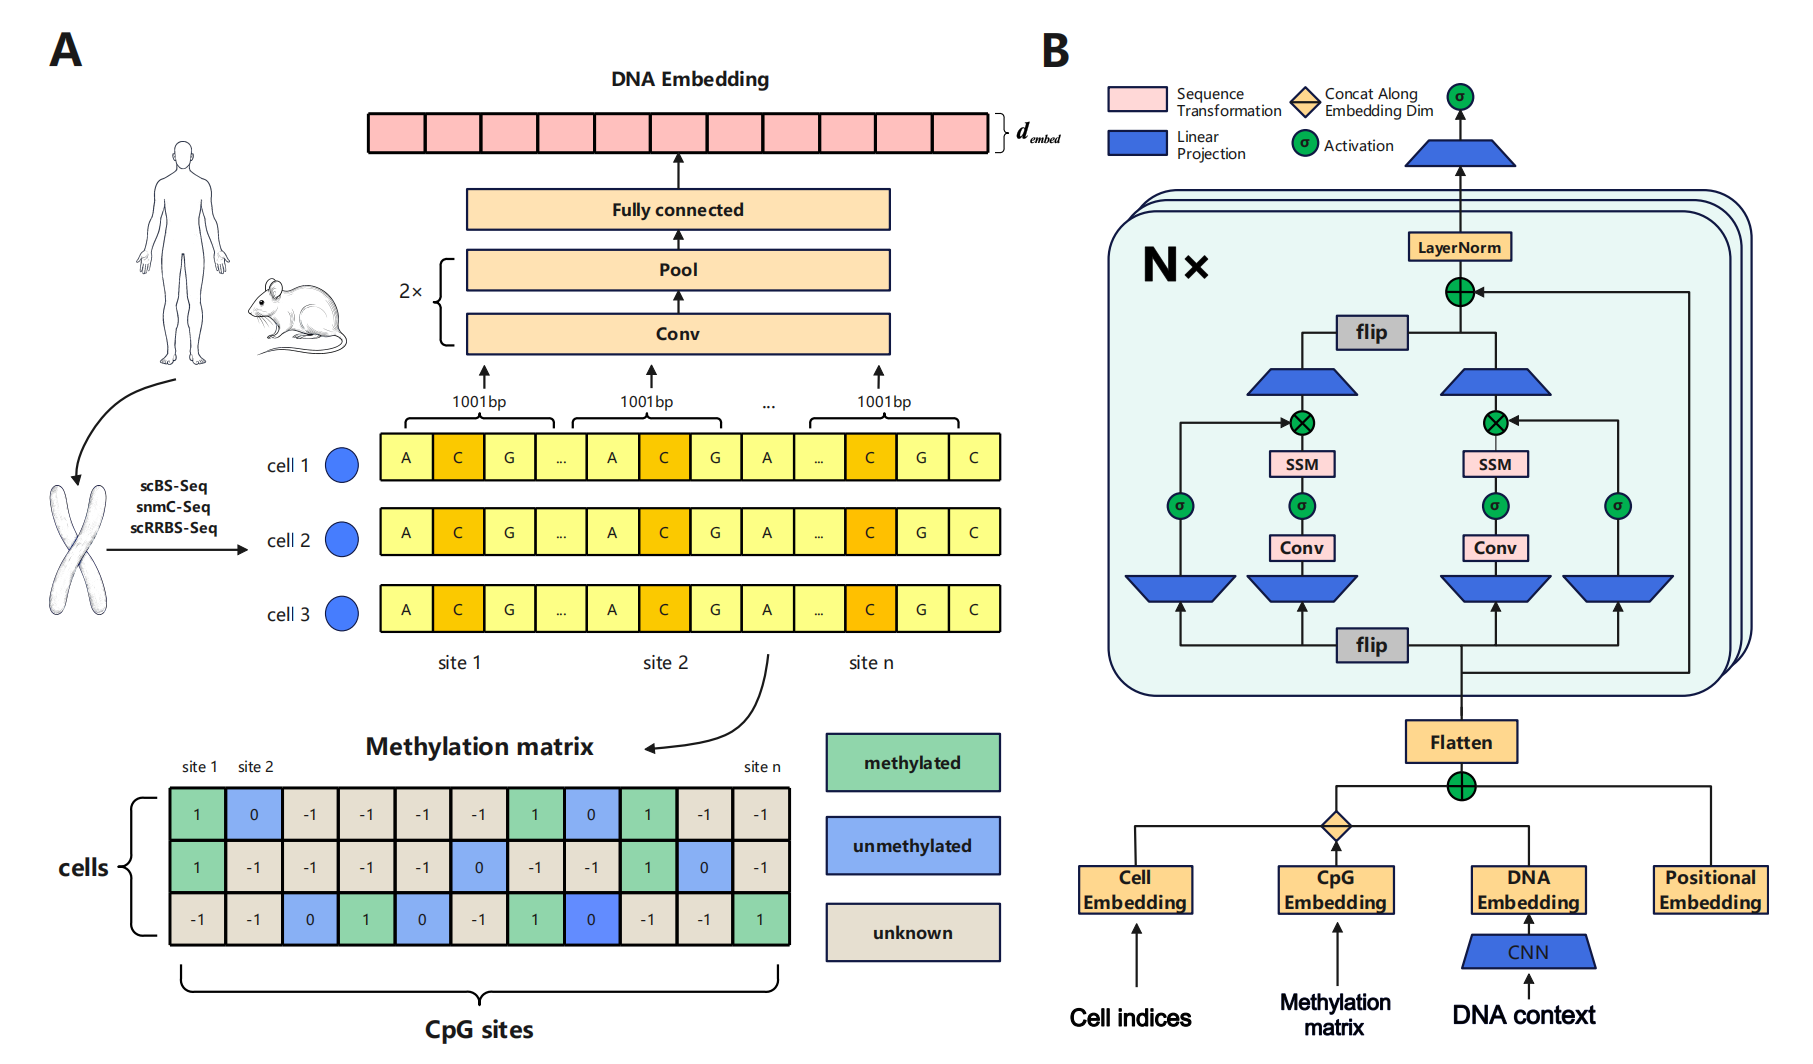 A
DNA Embedding
d embed
Fully connected
Pool
2×
Conv
1001bp 1001bp ... 1001bp
cell 1 A C G ... A C G A ... C G C
scBS-Seq
snmC-Seq
scRRBS-Seq
cell 2 A C G ... A C G A ... C G C
cell 3 A C G ... A C G A ... C G C
site 1 site 2 site n
Methylation matrix
site 1 site 2 site n
1 0 -1 -1 -1 -1 1 0 1 -1 -1
cells 1 -1 -1 -1 -1 0 -1 -1 1 0 -1
-1 -1 0 1 0 -1 1 0 -1 -1 1
CpG sites
methylated
unmethylated
unknown
B
Sequence
Transformation
Concat Along
Embedding Dim
Linear
Projection
σ Activation
σ
N×
LayerNorm
flip
SSM SSM
σ σ σ σ
Conv Conv
flip
Flatten
Cell
Embedding
CpG
Embedding
DNA
Embedding
Positional
Embedding
CNN
Cell indices
Methylation
matrix
DNA context